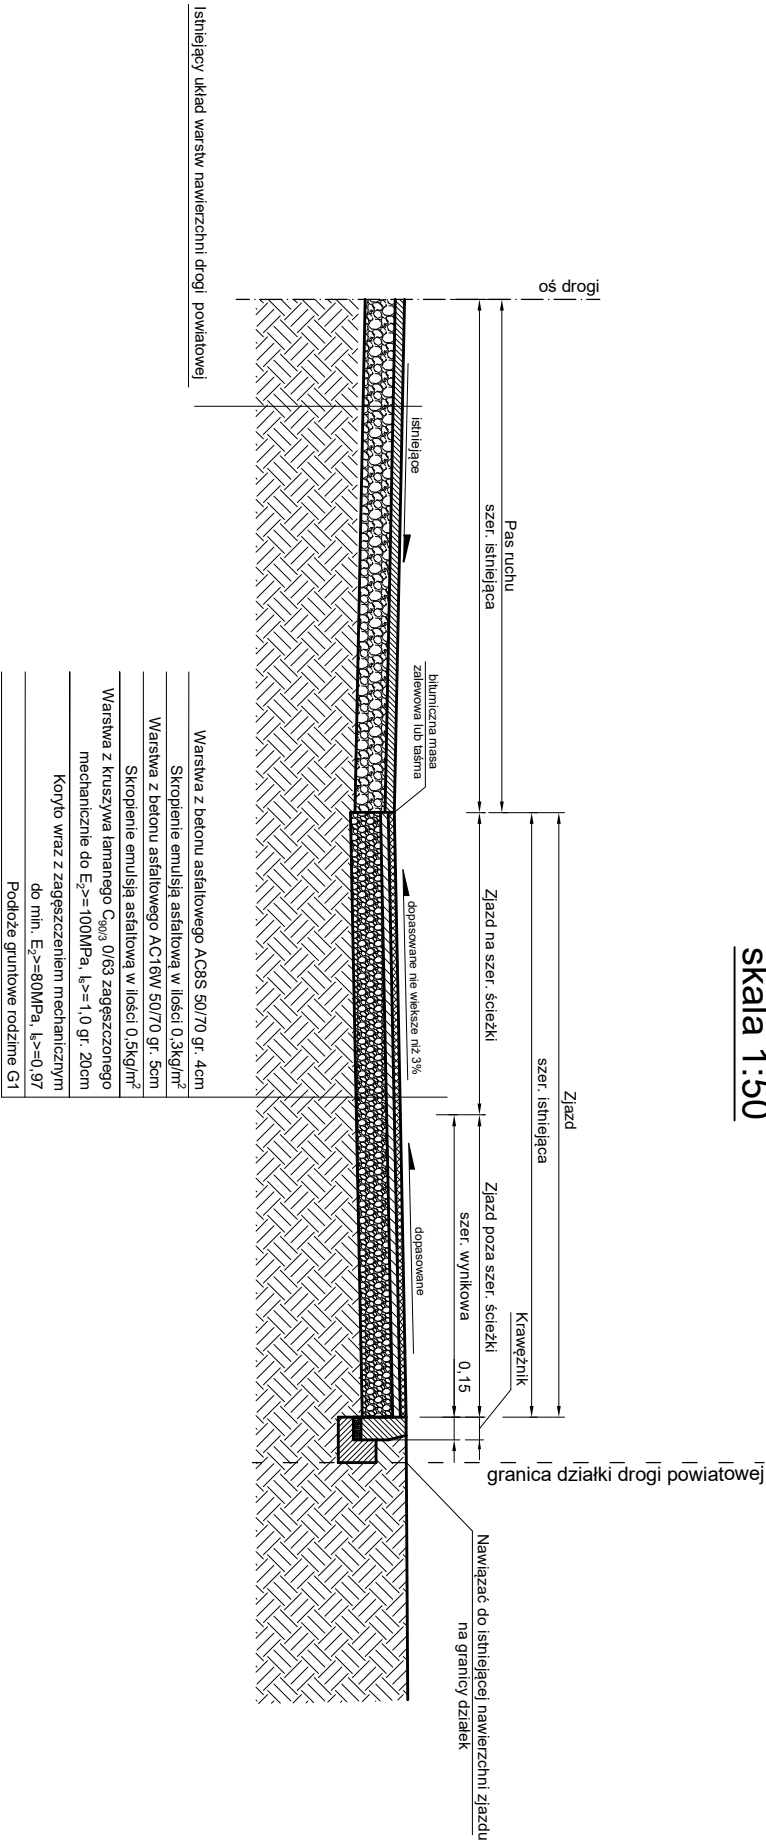 skala 1:50
Zjazd
szer. istniejąca
Krawężnik
Pas ruchu
szer. istniejąca
Zjazd na szer. ścieżki
Zjazd poza szer. ścieżki
szer. wynikowa
0,15
oś drogi
granica działki drogi powiatowej
Nawiązać do istniejącej nawierzchni zjazdu
na granicy działek
bitumiczna masa
zalewowa lub taśma
istniejące
dopasowane nie wieksze niż 3%
dopasowane
Istniejący układ warstw nawierzchni drogi powiatowej
Warstwa z betonu asfaltowego AC8S 50/70 gr. 4cm
Skropienie emulsją asfaltową w ilości 0,3kg/m²
Warstwa z betonu asfaltowego AC16W 50/70 gr. 5cm
Skropienie emulsją asfaltową w ilości 0,5kg/m²
Warstwa z kruszywa łamanego C90/3 0/63 zagęszczonego
mechanicznie do E₂>=100MPa, Iₛ>=1,0 gr. 20cm
Koryto wraz z zagęszczeniem mechanicznym
do min. E₂>=80MPa, Iₛ>=0,97
Podłoże gruntowe rodzime G1